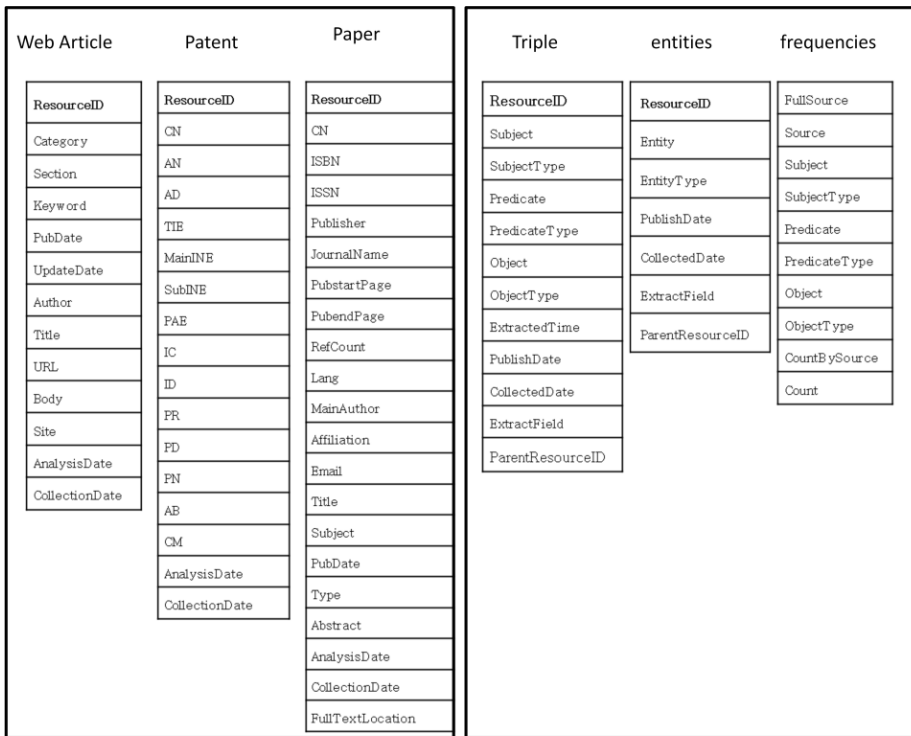 Web Article
ResourceID
Category
Section
Keyword
PubDate
UpdateDate
Author
Title
URL
Body
Site
AnalysisDate
CollectionDate
Patent
ResourceID
CN
AN
AD
TIE
MainINE
SubINE
PAE
IC
ID
PR
PD
PN
AB
CM
AnalysisDate
CollectionDate
Paper
ResourceID
CN
ISBN
ISSN
Publisher
JournalName
PubstartPage
PubendPage
RefCount
Lang
MainAuthor
Affiliation
Email
Title
Subject
PubDate
Type
Abstract
AnalysisDate
CollectionDate
FullTextLocation
Triple
ResourceID
Subject
SubjectType
Predicate
PredicateType
Object
ObjectType
ExtractedTime
PublishDate
CollectedDate
ExtractField
ParentResourceID
entities
ResourceID
Entity
EntityType
PublishDate
CollectedDate
ExtractField
ParentResourceID
frequencies
FullSource
Source
Subject
SubjectType
Predicate
PredicateType
Object
ObjectType
CountBySource
Count